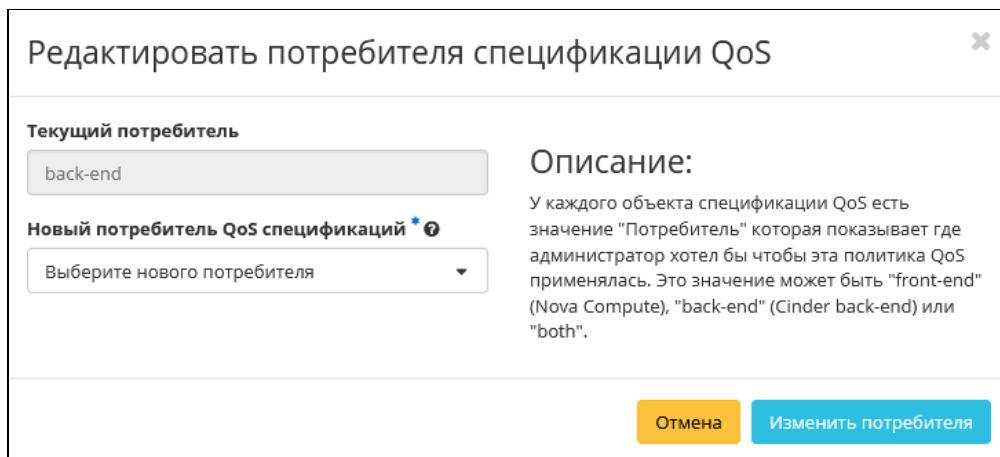 Редактировать потребителя спецификации QoS
×
Текущий потребитель
back-end
Новый потребитель QoS спецификаций *
Выберите нового потребителя
Описание:
У каждого объекта спецификации QoS есть
значение "Потребитель" которая показывает где
администратор хотел бы чтобы эта политика QoS
применялась. Это значение может быть "front-end"
(Nova Compute), "back-end" (Cinder back-end) или
"both".
Отмена
Изменить потребителя